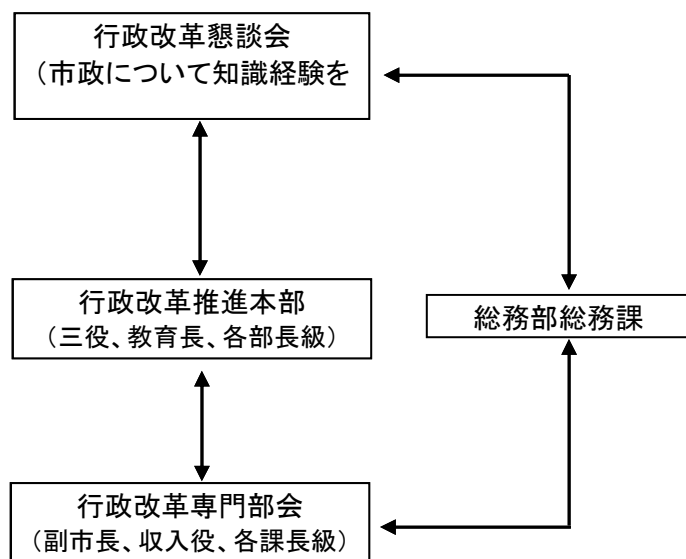 行政改革懇談会
(市政について知識経験を
行政改革推進本部
(三役、教育長、各部長級)
総務部総務課
行政改革専門部会
(副市長、収入役、各課長級)